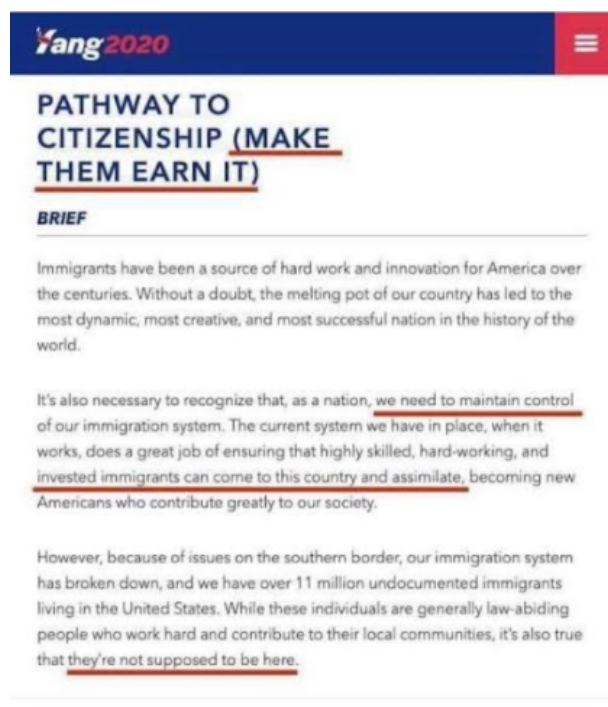 Yang2020
PATHWAY TO
CITIZENSHIP (MAKE
THEM EARN IT)
BRIEF
Immigrants have been a source of hard work and innovation for America over
the centuries. Without a doubt, the melting pot of our country has led to the
most dynamic, most creative, and most successful nation in the history of the
world.
It's also necessary to recognize that, as a nation, we need to maintain control
of our immigration system. The current system we have in place, when it
works, does a great job of ensuring that highly skilled, hard-working, and
invested immigrants can come to this country and assimilate, becoming new
Americans who contribute greatly to our society.
However, because of issues on the southern border, our immigration system
has broken down, and we have over 11 million undocumented immigrants
living in the United States. While these individuals are generally law-abiding
people who work hard and contribute to their local communities, it's also true
that they're not supposed to be here.